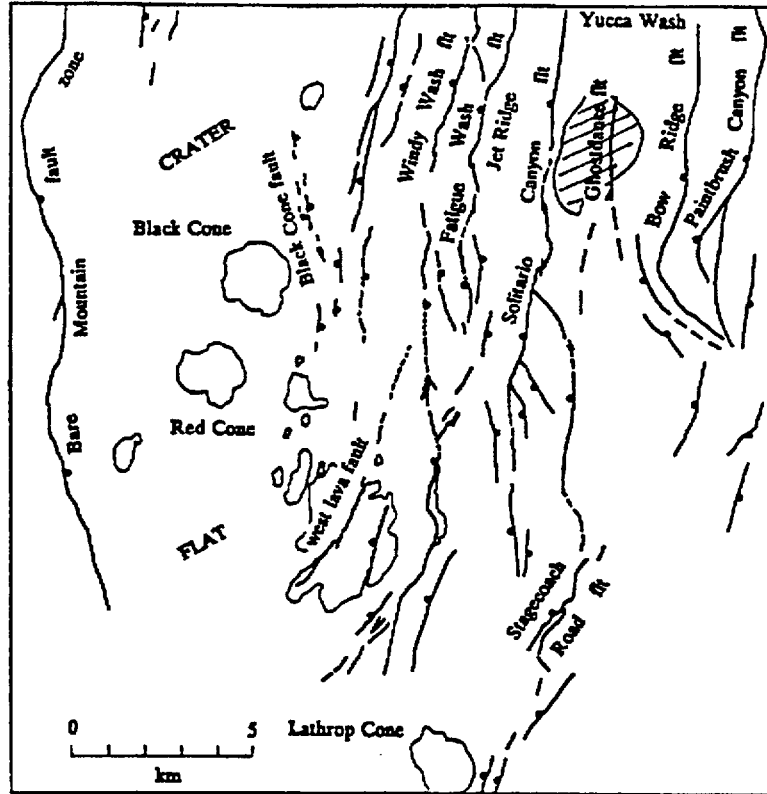 Yucca Wash
Bare Mountain fault zone
CRATER
FLAT
Black Cone
Black Cone fault
Red Cone
west lava fault
Windy Wash flt
Fatigue Wash flt
Jet Ridge
Solitario Canyon flt
Ghostdance flt
Bow Ridge flt
Paintbrush Canyon flt
Stagecoach
Road flt
Lathrop Cone
0 5
km